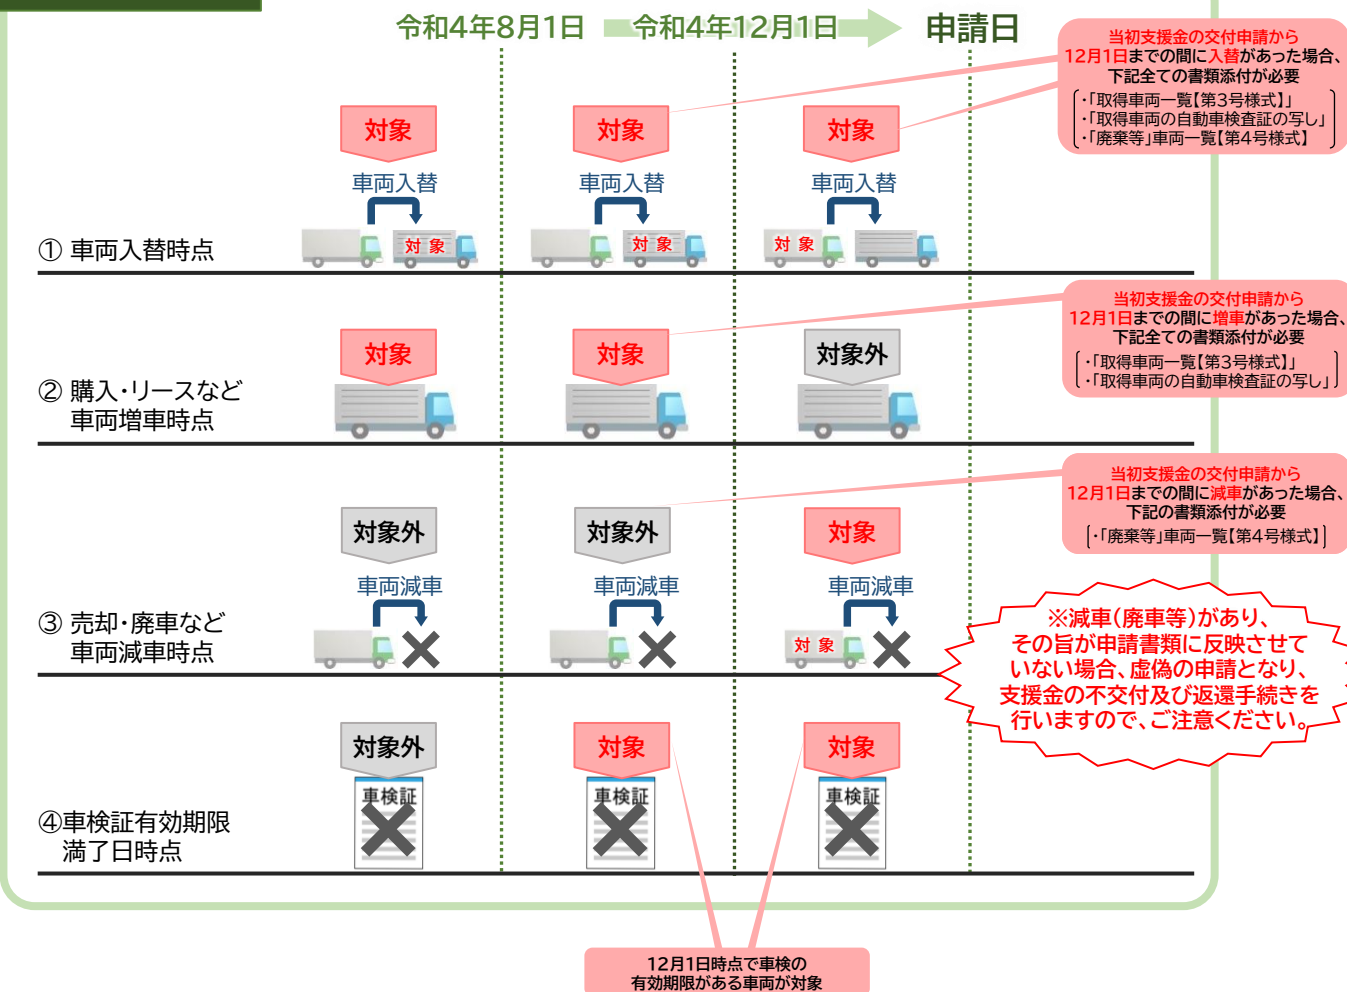 令和4年8月1日 令和4年12月1日 申請日
当初支援金の交付申請から
12月1日までの間に入替があった場合、
下記全ての書類添付が必要
・「取得車両一覧【第3号様式】」
・「取得車両の自動車検査証の写し」
・「廃棄等」車両一覧【第4号様式】
対象 対象 対象
車両入替 車両入替 車両入替
① 車両入替時点
対象 対象 対象
当初支援金の交付申請から
12月1日までの間に増車があった場合、
下記全ての書類添付が必要
・「取得車両一覧【第3号様式】」
・「取得車両の自動車検査証の写し」
対象 対象 対象外
② 購入・リースなど
車両増車時点
当初支援金の交付申請から
12月1日までの間に減車があった場合、
下記の書類添付が必要
・「廃棄等」車両一覧【第4号様式】
対象外 対象外 対象
車両減車 車両減車 車両減車
③ 売却・廃車など
車両減車時点
対象
※減車(廃車等)があり、
その旨が申請書類に反映させて
いない場合、虚偽の申請となり、
支援金の不交付及び返還手続きを
行いますので、ご注意ください。
対象外 対象 対象
車検証 車検証 車検証
④車検証有効期限
満了日時点
12月1日時点で車検の
有効期限がある車両が対象